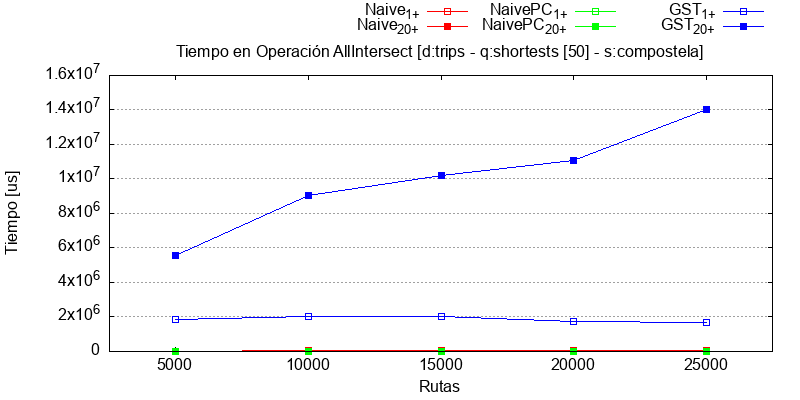 Naive1+ NaivePC1+ GST1+
Naive20+ NaivePC20+ GST20+
Tiempo en Operación AllIntersect [d:trips - q:shortests [50] - s:compostela]
1.6x10^7
1.4x10^7
1.2x10^7
1x10^7
8x10^6
6x10^6
4x10^6
2x10^6
0
Tiempo [us]
5000 10000 15000 20000 25000
Rutas